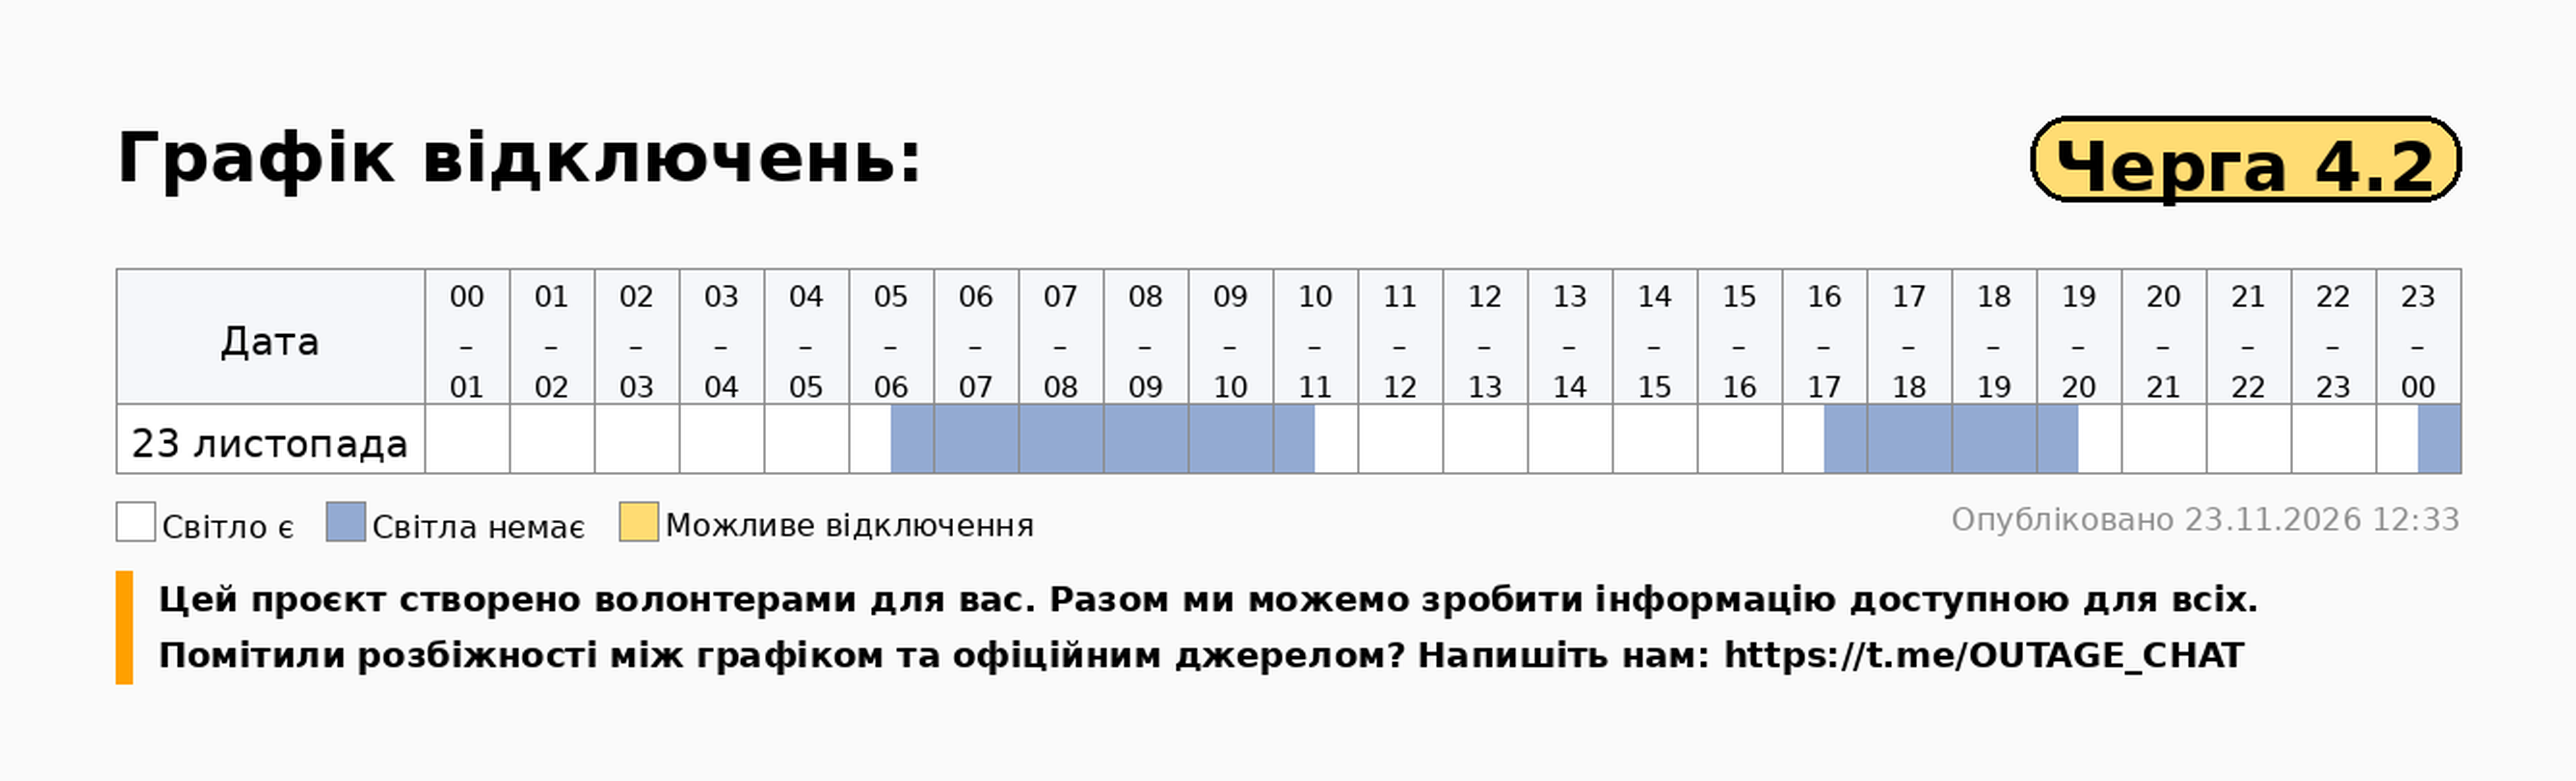 Графік відключень:
Черга 4.2
Дата
00 – 01
01 – 02
02 – 03
03 – 04
04 – 05
05 – 06
06 – 07
07 – 08
08 – 09
09 – 10
10 – 11
11 – 12
12 – 13
13 – 14
14 – 15
15 – 16
16 – 17
17 – 18
18 – 19
19 – 20
20 – 21
21 – 22
22 – 23
23 – 00
23 листопада
Світло є
Світла немає
Можливе відключення
Опубліковано 23.11.2026 12:33
Цей проєкт створено волонтерами для вас. Разом ми можемо зробити інформацію доступною для всіх.
Помітили розбіжності між графіком та офіційним джерелом? Напишіть нам: https://t.me/OUTAGE_CHAT